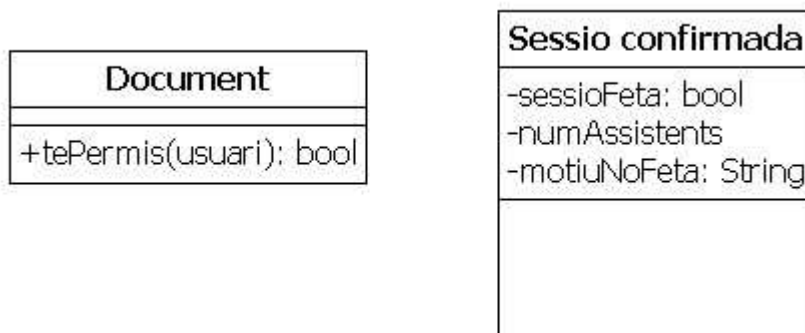 Document
+tePermis(usuari): bool
Sessio confirmada
-sessioFeta: bool
-numAssistents
-motiuNoFeta: String